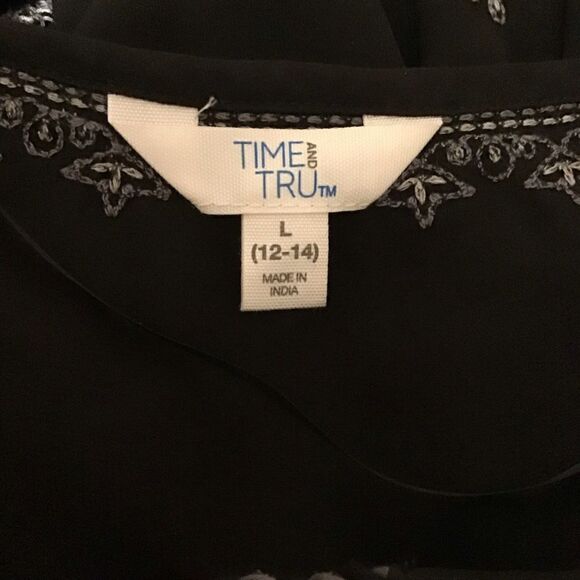 TIME AND
TRU™
L
(12-14)
MADE IN
INDIA